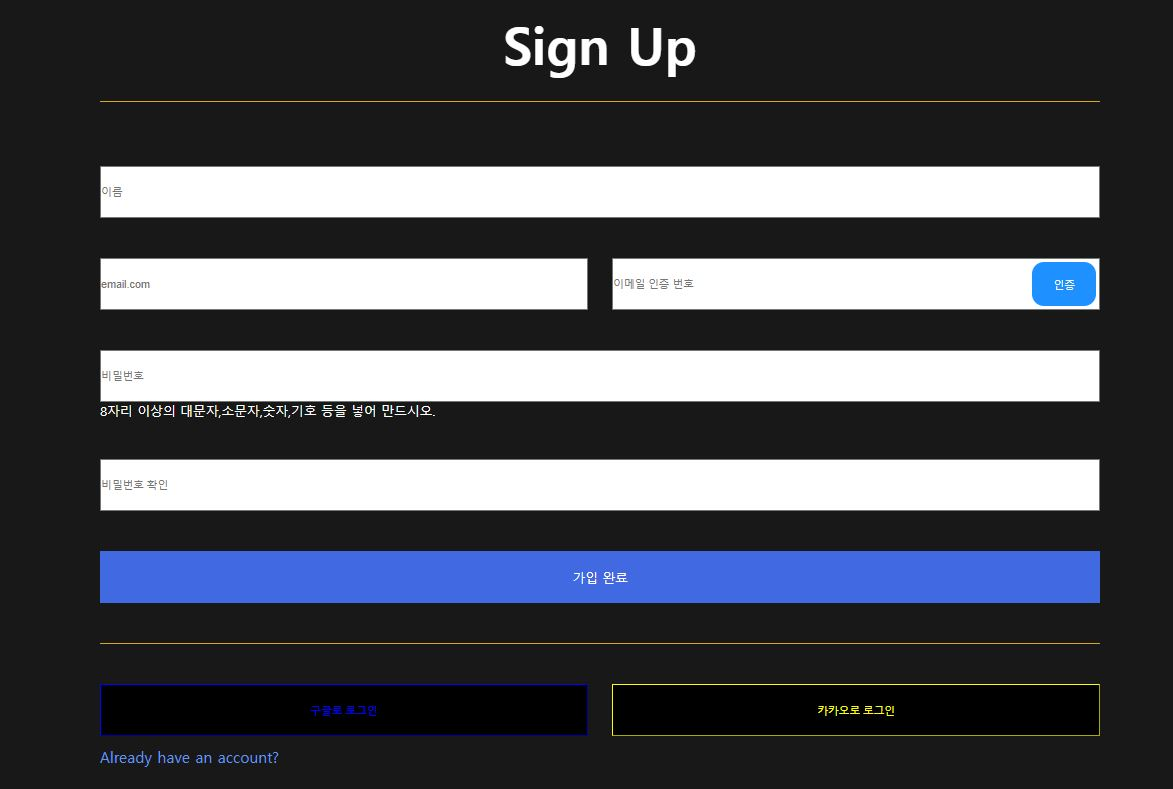 Sign Up
이름
email.com
이메일 인증 번호
인증
비밀번호
8자리 이상의 대문자,소문자,숫자,기호 등을 넣어 만드시오.
비밀번호 확인
가입 완료
구글로 로그인
카카오로 로그인
Already have an account?